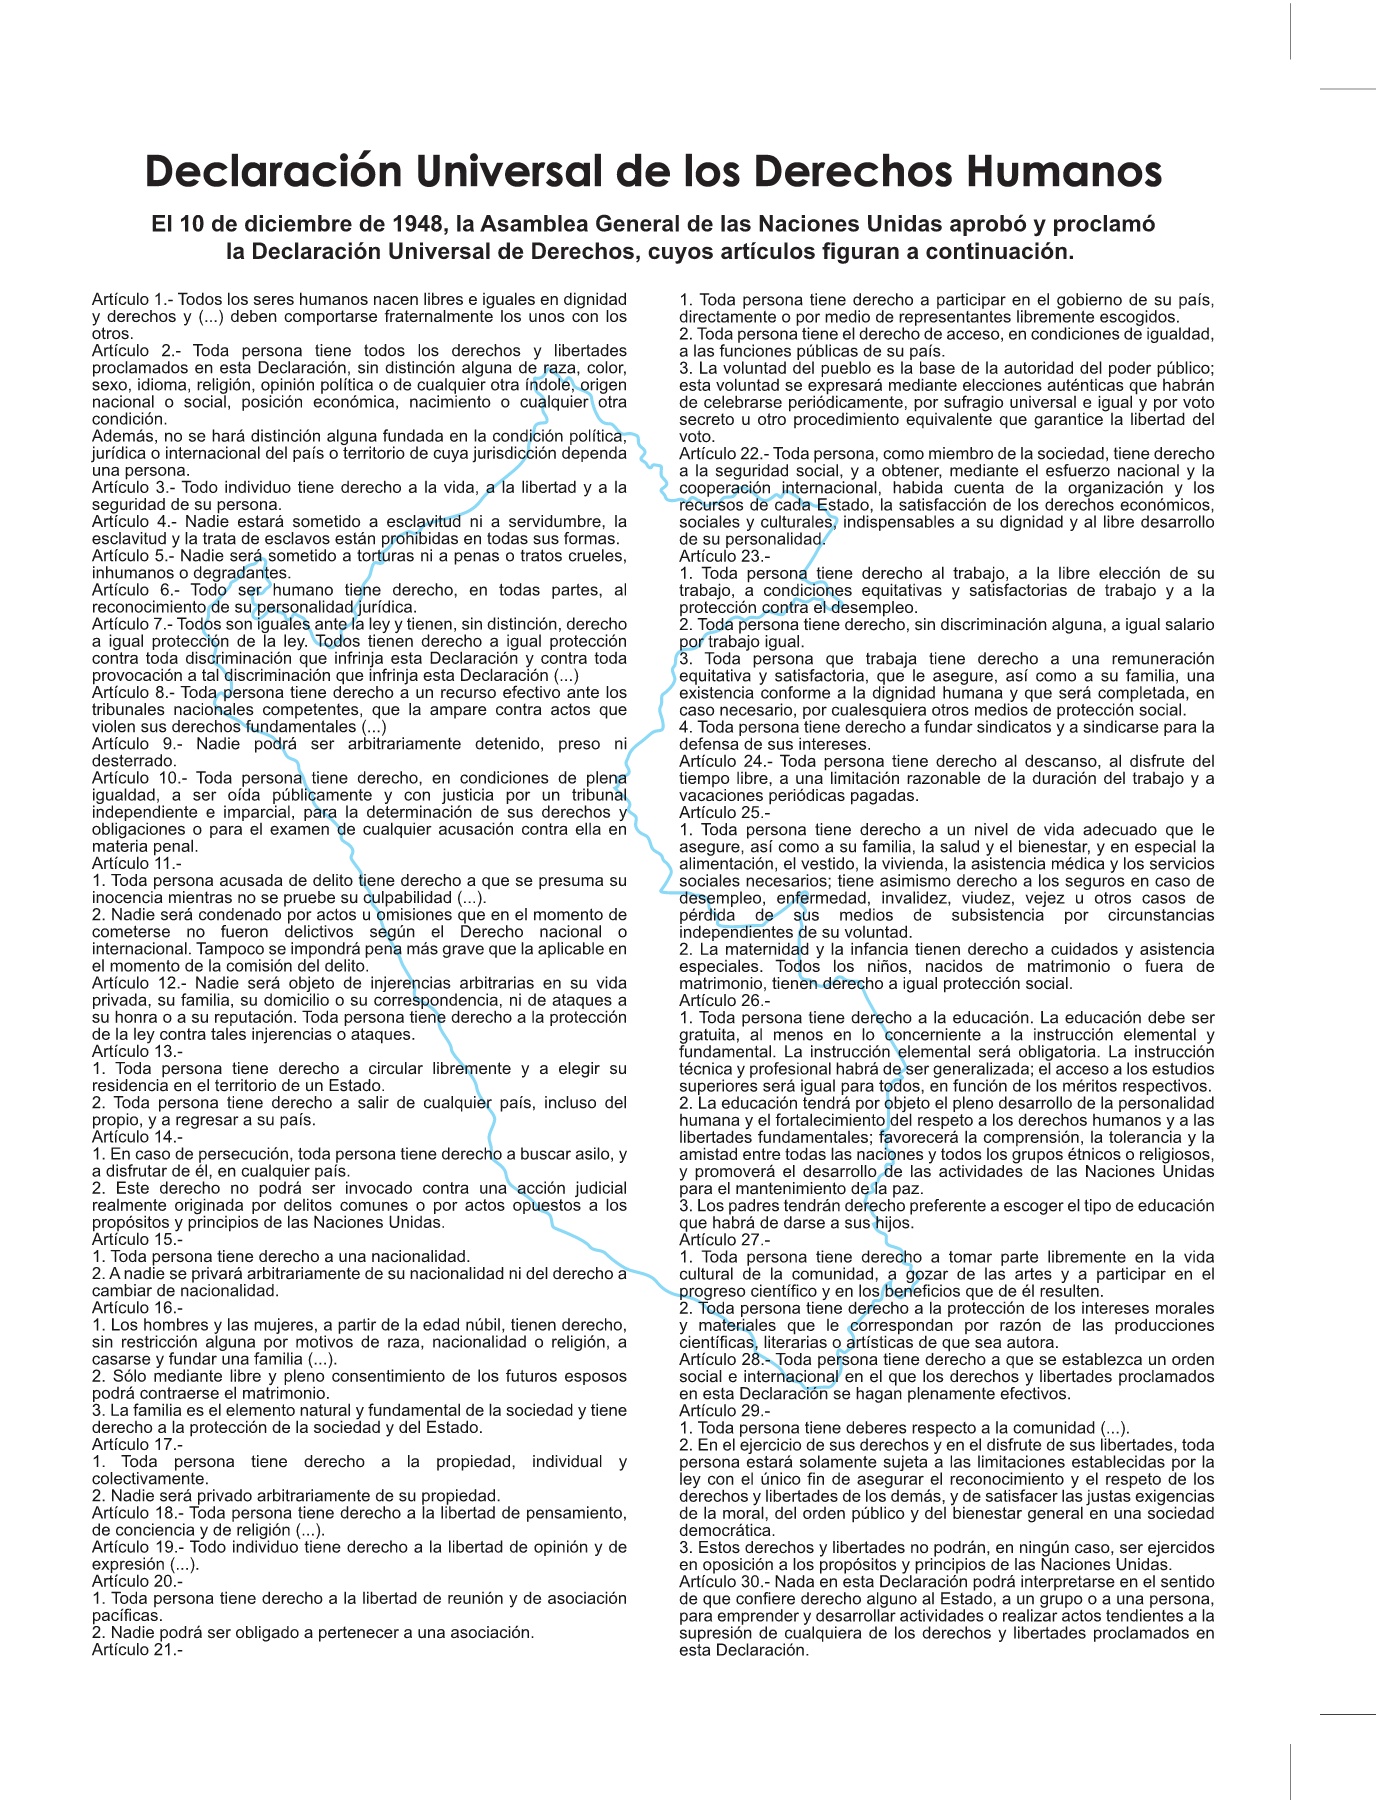 Declaración Universal de los Derechos Humanos
El 10 de diciembre de 1948, la Asamblea General de las Naciones Unidas aprobó y proclamó
la Declaración Universal de Derechos, cuyos artículos figuran a continuación.
Artículo 1.- Todos los seres humanos nacen libres e iguales en dignidad
y derechos y (...) deben comportarse fraternalmente los unos con los
otros.
Artículo 2.- Toda persona tiene todos los derechos y libertades
proclamados en esta Declaración, sin distinción alguna de raza, color,
sexo, idioma, religión, opinión política o de cualquier otra índole, origen
nacional o social, posición económica, nacimiento o cualquier otra
condición.
Además, no se hará distinción alguna fundada en la condición política,
jurídica o internacional del país o territorio de cuya jurisdicción dependa
una persona.
Artículo 3.- Todo individuo tiene derecho a la vida, a la libertad y a la
seguridad de su persona.
Artículo 4.- Nadie estará sometido a esclavitud ni a servidumbre, la
esclavitud y la trata de esclavos están prohibidas en todas sus formas.
Artículo 5.- Nadie será sometido a torturas ni a penas o tratos crueles,
inhumanos o degradantes.
Artículo 6.- Todo ser humano tiene derecho, en todas partes, al
reconocimiento de su personalidad jurídica.
Artículo 7.- Todos son iguales ante la ley y tienen, sin distinción, derecho
a igual protección de la ley. Todos tienen derecho a igual protección
contra toda discriminación que infrinja esta Declaración y contra toda
provocación a tal discriminación que infrinja esta Declaración (...)
Artículo 8.- Toda persona tiene derecho a un recurso efectivo ante los
tribunales nacionales competentes, que la ampare contra actos que
violen sus derechos fundamentales (...)
Artículo 9.- Nadie podrá ser arbitrariamente detenido, preso ni
desterrado.
Artículo 10.- Toda persona tiene derecho, en condiciones de plena
igualdad, a ser oída públicamente y con justicia por un tribunal
independiente e imparcial, para la determinación de sus derechos y
obligaciones o para el examen de cualquier acusación contra ella en
materia penal.
Artículo 11.-
1. Toda persona acusada de delito tiene derecho a que se presuma su
inocencia mientras no se pruebe su culpabilidad (...).
2. Nadie será condenado por actos u omisiones que en el momento de
cometerse no fueron delictivos según el Derecho nacional o
internacional. Tampoco se impondrá pena más grave que la aplicable en
el momento de la comisión del delito.
Artículo 12.- Nadie será objeto de injerencias arbitrarias en su vida
privada, su familia, su domicilio o su correspondencia, ni de ataques a
su honra o a su reputación. Toda persona tiene derecho a la protección
de la ley contra tales injerencias o ataques.
Artículo 13.-
1. Toda persona tiene derecho a circular libremente y a elegir su
residencia en el territorio de un Estado.
2. Toda persona tiene derecho a salir de cualquier país, incluso del
propio, y a regresar a su país.
Artículo 14.-
1. En caso de persecución, toda persona tiene derecho a buscar asilo, y
a disfrutar de él, en cualquier país.
2. Este derecho no podrá ser invocado contra una acción judicial
realmente originada por delitos comunes o por actos opuestos a los
propósitos y principios de las Naciones Unidas.
Artículo 15.-
1. Toda persona tiene derecho a una nacionalidad.
2. A nadie se privará arbitrariamente de su nacionalidad ni del derecho a
cambiar de nacionalidad.
Artículo 16.-
1. Los hombres y las mujeres, a partir de la edad núbil, tienen derecho,
sin restricción alguna por motivos de raza, nacionalidad o religión, a
casarse y fundar una familia (...).
2. Sólo mediante libre y pleno consentimiento de los futuros esposos
podrá contraerse el matrimonio.
3. La familia es el elemento natural y fundamental de la sociedad y tiene
derecho a la protección de la sociedad y del Estado.
Artículo 17.-
1. Toda persona tiene derecho a la propiedad, individual y
colectivamente.
2. Nadie será privado arbitrariamente de su propiedad.
Artículo 18.- Toda persona tiene derecho a la libertad de pensamiento,
de conciencia y de religión (...).
Artículo 19.- Todo individuo tiene derecho a la libertad de opinión y de
expresión (...).
Artículo 20.-
1. Toda persona tiene derecho a la libertad de reunión y de asociación
pacíficas.
2. Nadie podrá ser obligado a pertenecer a una asociación.
Artículo 21.-
1. Toda persona tiene derecho a participar en el gobierno de su país,
directamente o por medio de representantes libremente escogidos.
2. Toda persona tiene el derecho de acceso, en condiciones de igualdad,
a las funciones públicas de su país.
3. La voluntad del pueblo es la base de la autoridad del poder público;
esta voluntad se expresará mediante elecciones auténticas que habrán
de celebrarse periódicamente, por sufragio universal e igual y por voto
secreto u otro procedimiento equivalente que garantice la libertad del
voto.
Artículo 22.- Toda persona, como miembro de la sociedad, tiene derecho
a la seguridad social, y a obtener, mediante el esfuerzo nacional y la
cooperación internacional, habida cuenta de la organización y los
recursos de cada Estado, la satisfacción de los derechos económicos,
sociales y culturales, indispensables a su dignidad y al libre desarrollo
de su personalidad.
Artículo 23.-
1. Toda persona tiene derecho al trabajo, a la libre elección de su
trabajo, a condiciones equitativas y satisfactorias de trabajo y a la
protección contra el desempleo.
2. Toda persona tiene derecho, sin discriminación alguna, a igual salario
por trabajo igual.
3. Toda persona que trabaja tiene derecho a una remuneración
equitativa y satisfactoria, que le asegure, así como a su familia, una
existencia conforme a la dignidad humana y que será completada, en
caso necesario, por cualesquiera otros medios de protección social.
4. Toda persona tiene derecho a fundar sindicatos y a sindicarse para la
defensa de sus intereses.
Artículo 24.- Toda persona tiene derecho al descanso, al disfrute del
tiempo libre, a una limitación razonable de la duración del trabajo y a
vacaciones periódicas pagadas.
Artículo 25.-
1. Toda persona tiene derecho a un nivel de vida adecuado que le
asegure, así como a su familia, la salud y el bienestar, y en especial la
alimentación, el vestido, la vivienda, la asistencia médica y los servicios
sociales necesarios; tiene asimismo derecho a los seguros en caso de
desempleo, enfermedad, invalidez, viudez, vejez u otros casos de
pérdida de sus medios de subsistencia por circunstancias
independientes de su voluntad.
2. La maternidad y la infancia tienen derecho a cuidados y asistencia
especiales. Todos los niños, nacidos de matrimonio o fuera de
matrimonio, tienen derecho a igual protección social.
Artículo 26.-
1. Toda persona tiene derecho a la educación. La educación debe ser
gratuita, al menos en lo concerniente a la instrucción elemental y
fundamental. La instrucción elemental será obligatoria. La instrucción
técnica y profesional habrá de ser generalizada; el acceso a los estudios
superiores será igual para todos, en función de los méritos respectivos.
2. La educación tendrá por objeto el pleno desarrollo de la personalidad
humana y el fortalecimiento del respeto a los derechos humanos y a las
libertades fundamentales; favorecerá la comprensión, la tolerancia y la
amistad entre todas las naciones y todos los grupos étnicos o religiosos,
y promoverá el desarrollo de las actividades de las Naciones Unidas
para el mantenimiento de la paz.
3. Los padres tendrán derecho preferente a escoger el tipo de educación
que habrá de darse a sus hijos.
Artículo 27.-
1. Toda persona tiene derecho a tomar parte libremente en la vida
cultural de la comunidad, a gozar de las artes y a participar en el
progreso científico y en los beneficios que de él resulten.
2. Toda persona tiene derecho a la protección de los intereses morales
y materiales que le correspondan por razón de las producciones
científicas, literarias o artísticas de que sea autora.
Artículo 28.- Toda persona tiene derecho a que se establezca un orden
social e internacional en el que los derechos y libertades proclamados
en esta Declaración se hagan plenamente efectivos.
Artículo 29.-
1. Toda persona tiene deberes respecto a la comunidad (...).
2. En el ejercicio de sus derechos y en el disfrute de sus libertades, toda
persona estará solamente sujeta a las limitaciones establecidas por la
ley con el único fin de asegurar el reconocimiento y el respeto de los
derechos y libertades de los demás, y de satisfacer las justas exigencias
de la moral, del orden público y del bienestar general en una sociedad
democrática.
3. Estos derechos y libertades no podrán, en ningún caso, ser ejercidos
en oposición a los propósitos y principios de las Naciones Unidas.
Artículo 30.- Nada en esta Declaración podrá interpretarse en el sentido
de que confiere derecho alguno al Estado, a un grupo o a una persona,
para emprender y desarrollar actividades o realizar actos tendientes a la
supresión de cualquiera de los derechos y libertades proclamados en
esta Declaración.